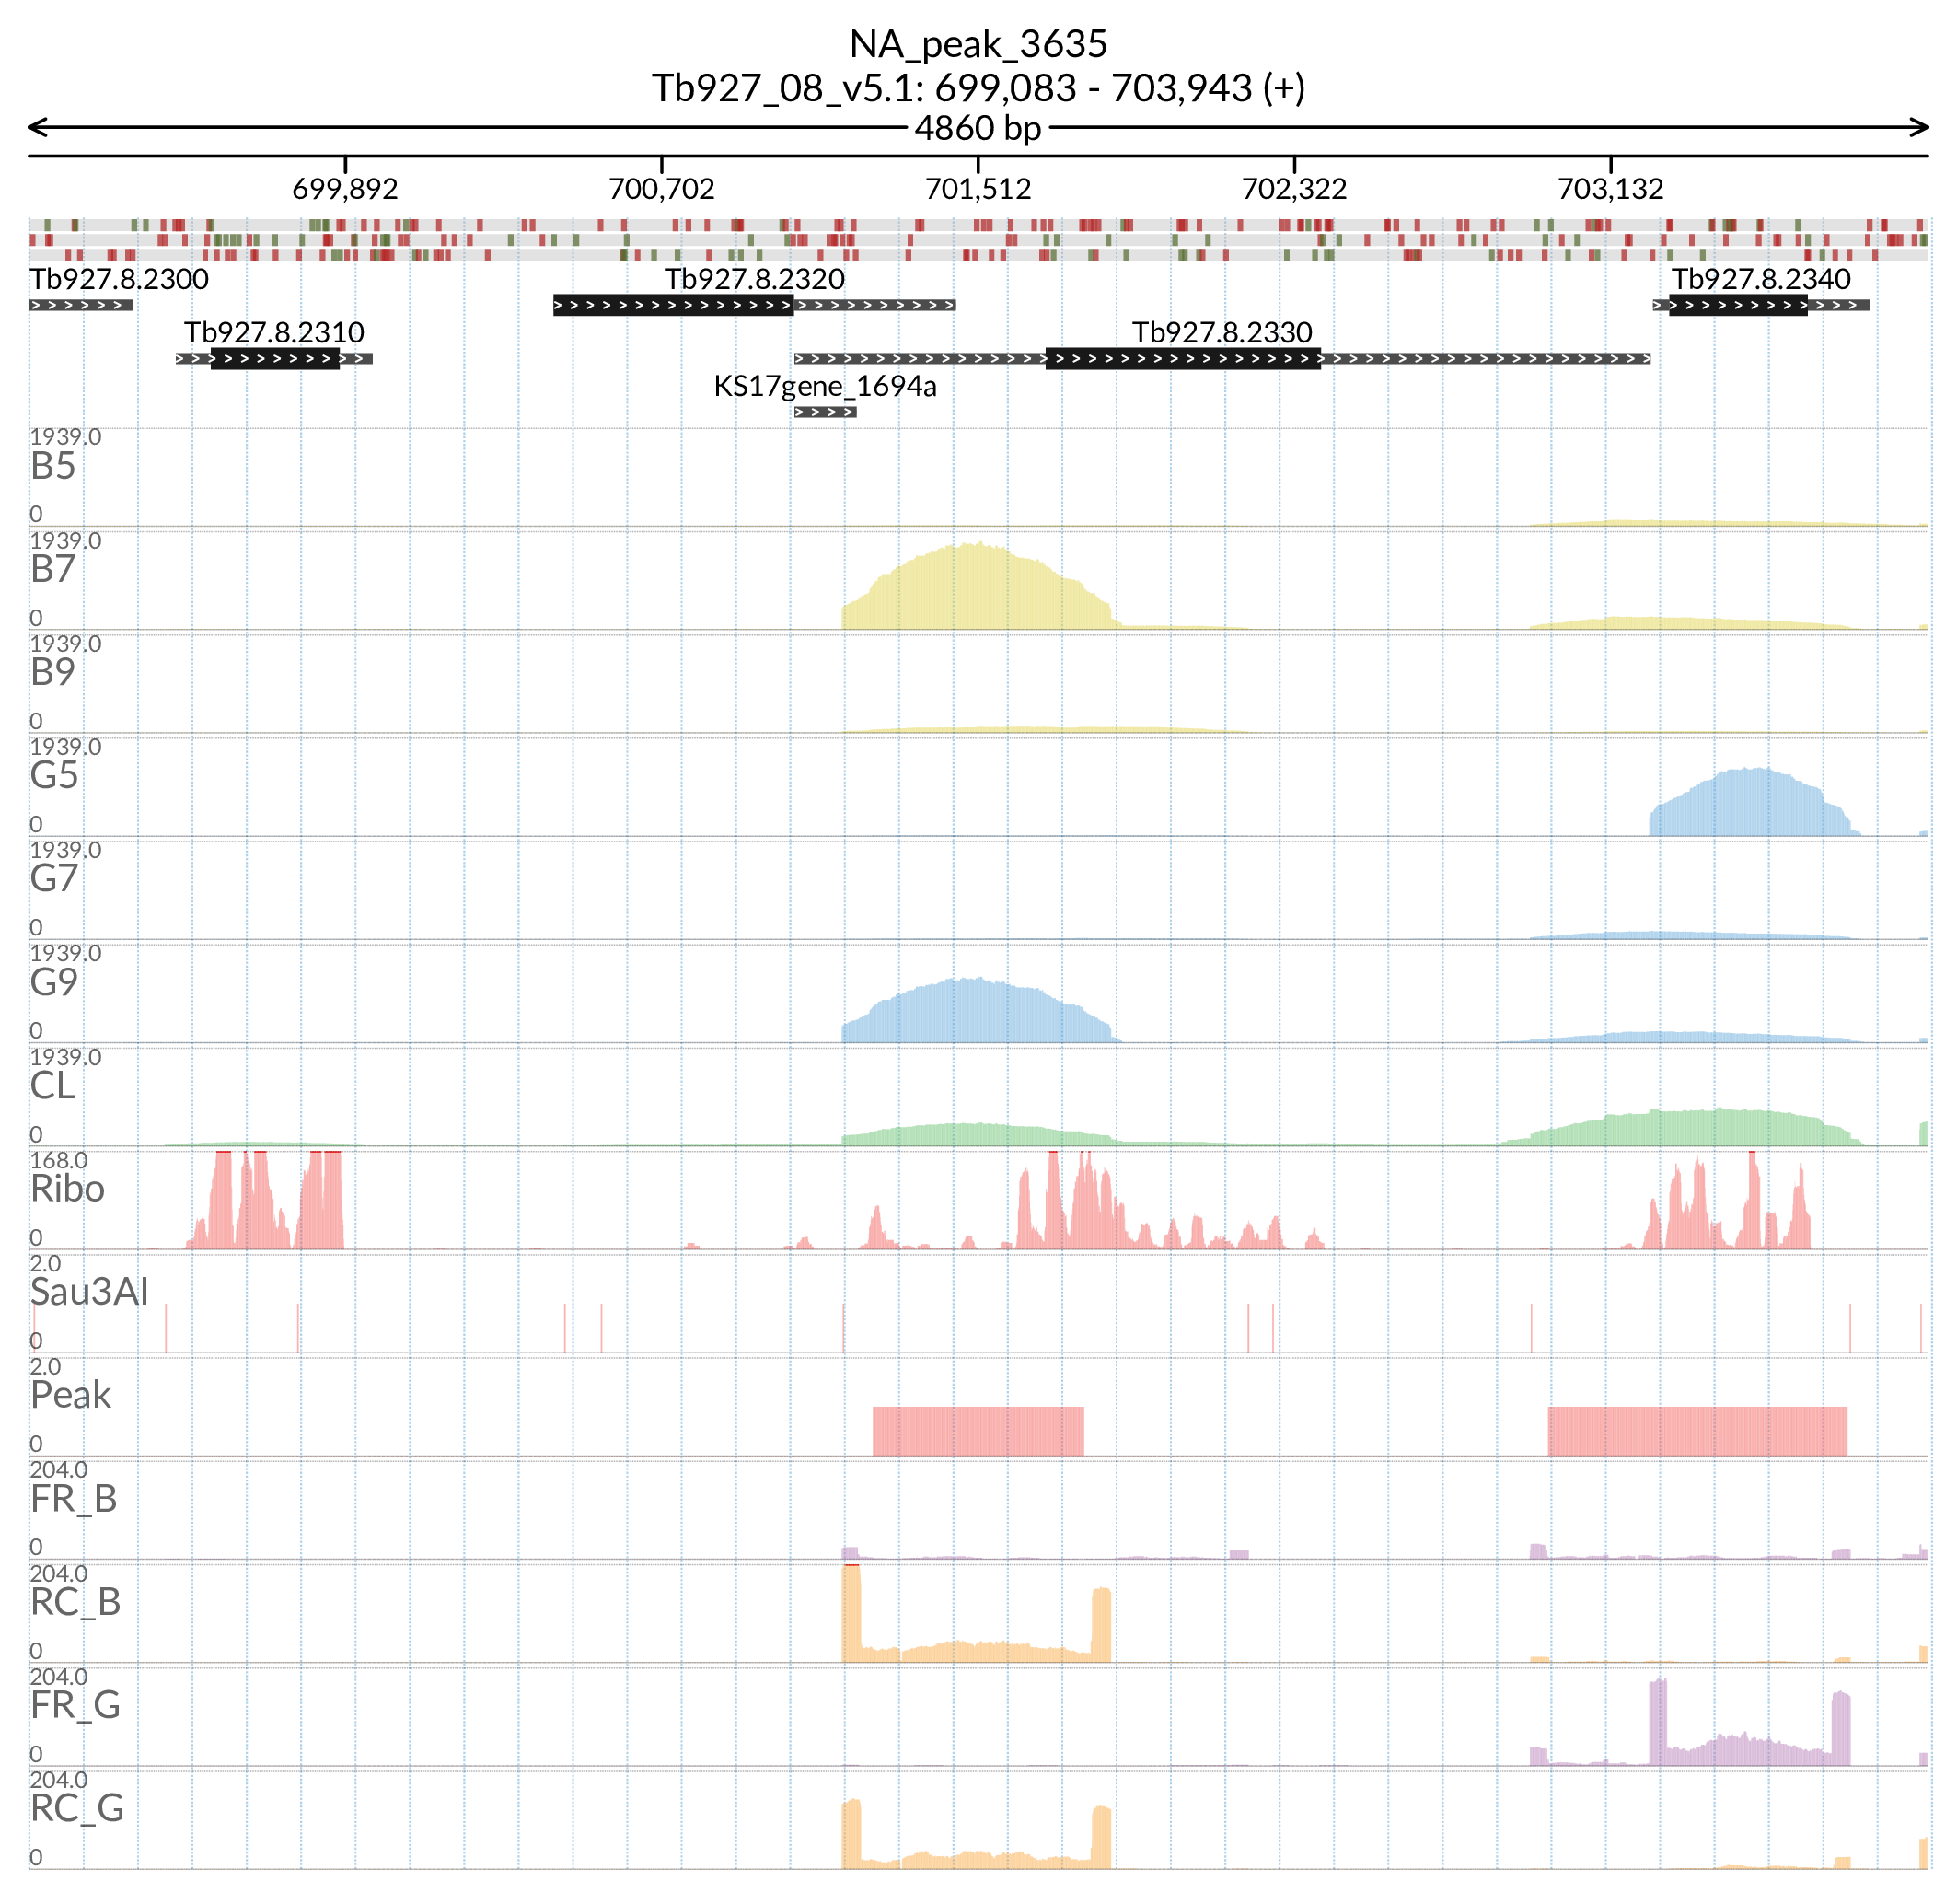 NA_peak_3635
Tb927_08_v5.1: 699,083 - 703,943 (+)
4860 bp
699,892 700,702 701,512 702,322 703,132
Tb927.8.2300 Tb927.8.2320 Tb927.8.2340
Tb927.8.2310 Tb927.8.2330
KS17gene_1694a
1939.0
B5
0
1939.0
B7
0
1939.0
B9
0
1939.0
G5
0
1939.0
G7
0
1939.0
G9
0
1939.0
CL
0
168.0
Ribo
0
2.0
Sau3AI
0
2.0
Peak
0
204.0
FR_B
0
204.0
RC_B
0
204.0
FR_G
0
204.0
RC_G
0